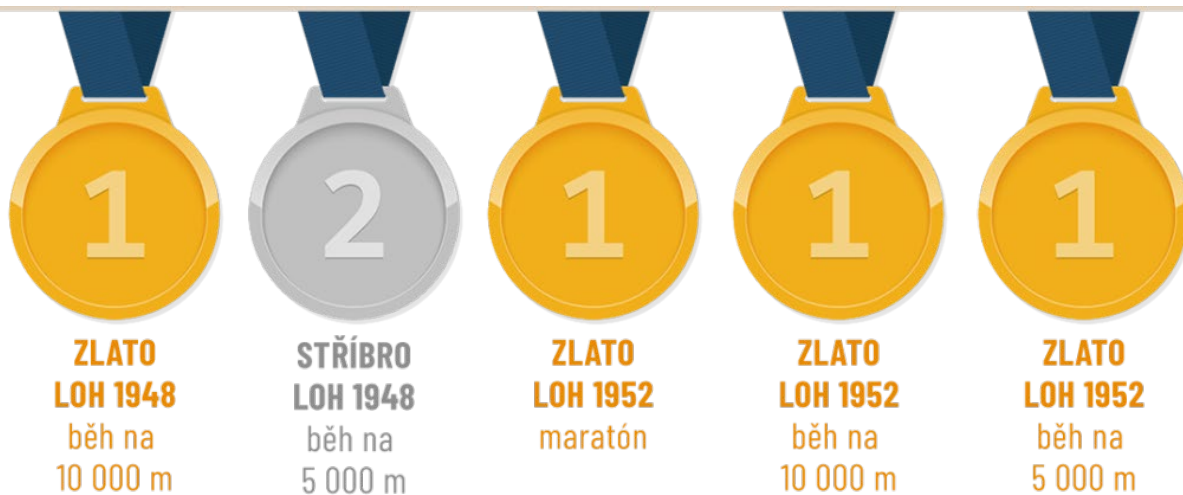 1
2
1
1
1
ZLATO
LOH 1948
běh na
10 000 m
STŘÍBRO
LOH 1948
běh na
5 000 m
ZLATO
LOH 1952
maratón
ZLATO
LOH 1952
běh na
10 000 m
ZLATO
LOH 1952
běh na
5 000 m